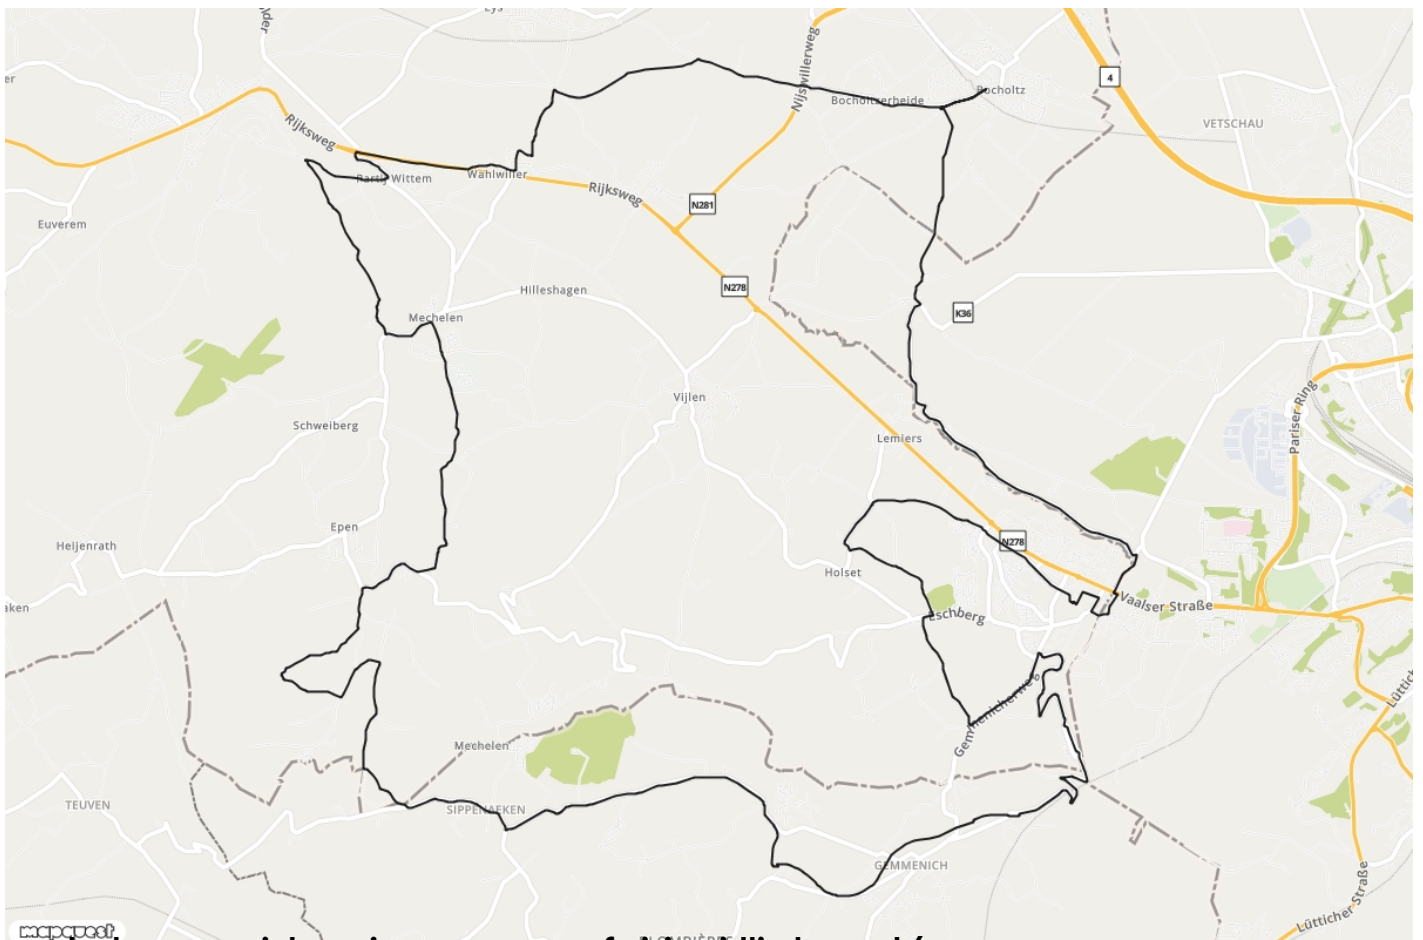 Eys
4
Bocholtz
Nijswillerweg
Bocholtzerheide
VETSCHAU
Rijksweg
Partij-Wittem
Wahlwiller
Rijksweg
N281
Euverem
N278
Hilleshagen
K36
Mechelen
Vijlen
Pariser Ring
Schweiberg
Lemiers
Epen
N278
Heijenrath
Holset
Vaalser Straße
Eschberg
Gemmenicherweg
Mechelen
TEUVEN
SIPPENAEKEN
GEMMENICH
Lütticher Straße
mapquest